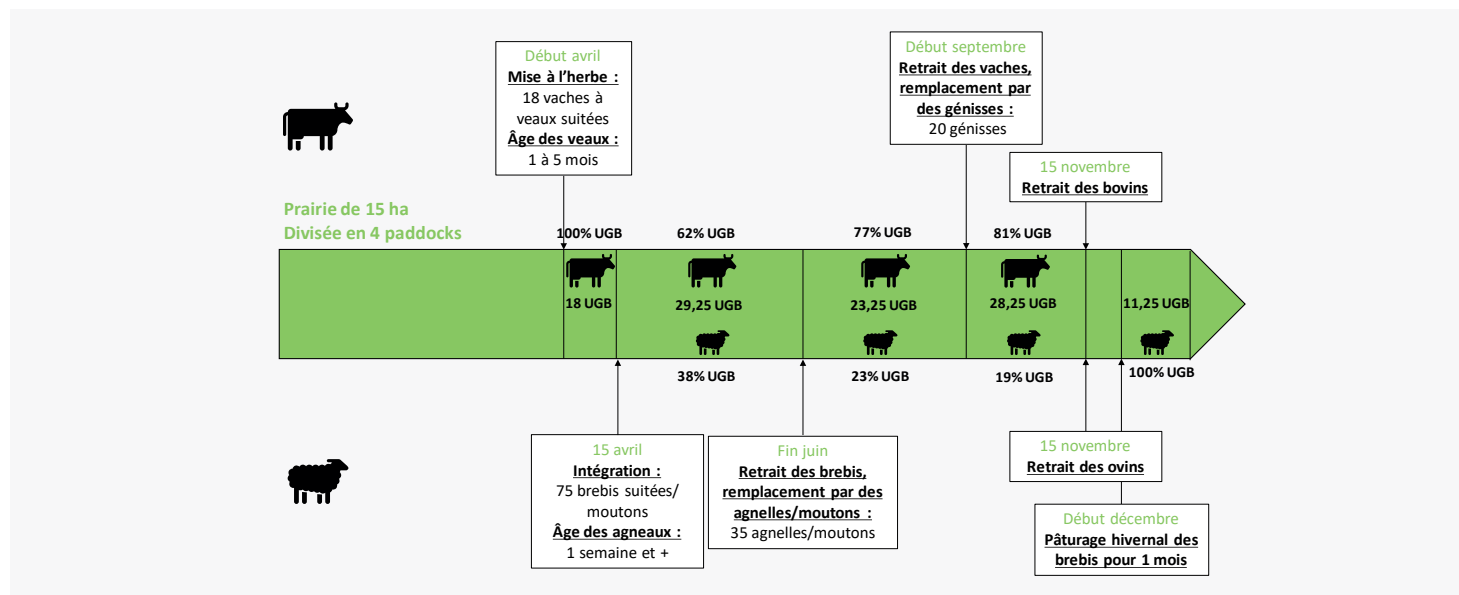 Début avril
Mise à l'herbe :
18 vaches à
veaux suitées
Âge des veaux :
1 à 5 mois
Début septembre
Retrait des vaches,
remplacement par
des génisses :
20 génisses
15 novembre
Retrait des bovins
Prairie de 15 ha
Divisée en 4 paddocks
100% UGB
62% UGB
77% UGB
81% UGB
18 UGB
29,25 UGB
23,25 UGB
28,25 UGB
11,25 UGB
38% UGB
23% UGB
19% UGB
100% UGB
15 avril
Intégration :
75 brebis suitées/
moutons
Âge des agneaux :
1 semaine et +
Fin juin
Retrait des brebis,
remplacement par des
agnelles/moutons :
35 agnelles/moutons
15 novembre
Retrait des ovins
Début décembre
Pâturage hivernal des
brebis pour 1 mois